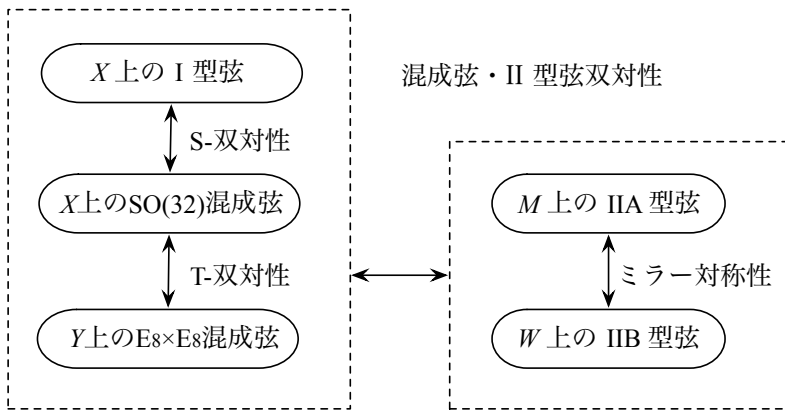 X 上の I 型弦
混成弦・II 型弦双対性
S-双対性
X上のSO(32)混成弦
M 上の IIA 型弦
T-双対性
ミラー対称性
Y上のE8×E8混成弦
W 上の IIB 型弦